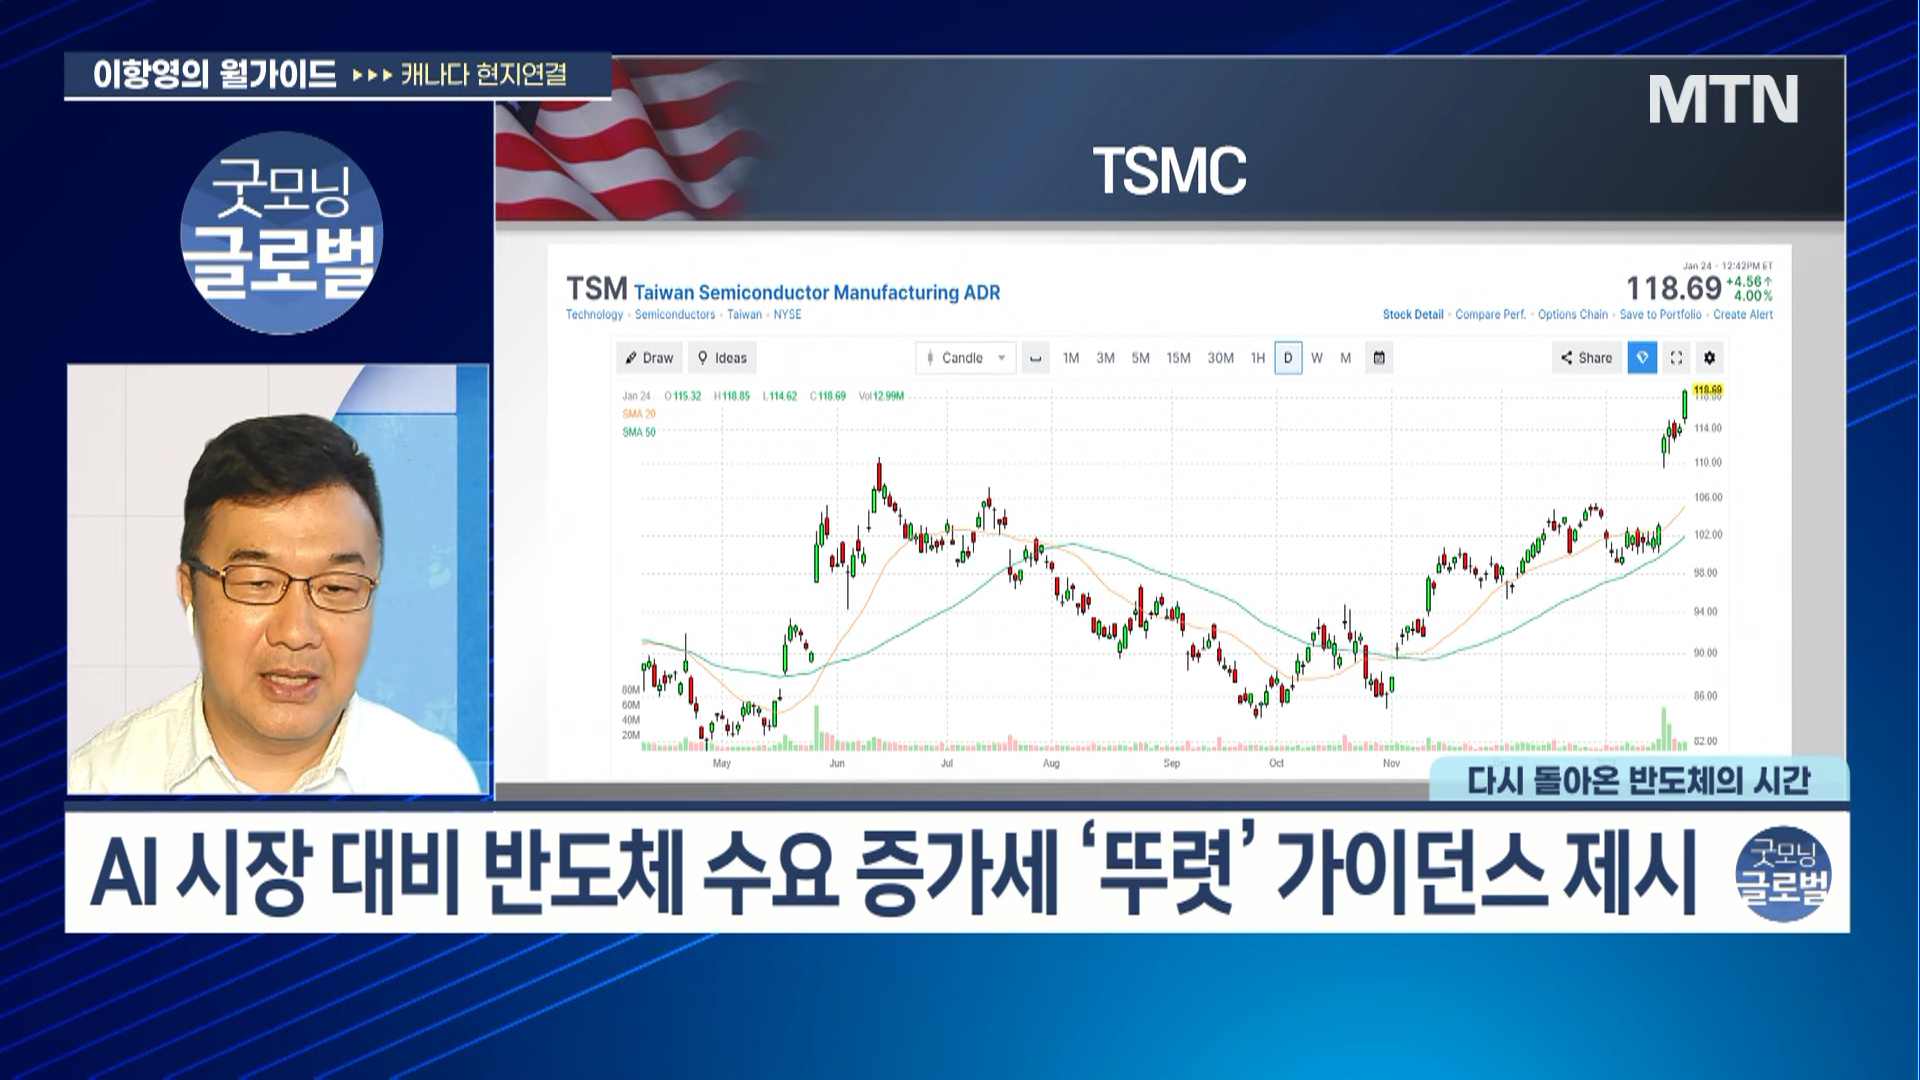 이항영의 월가이드 ▸▸▸ 캐나다 현지연결
MTN
굿모닝
글로벌
TSMC
TSM Taiwan Semiconductor Manufacturing ADR
Technology • Semiconductors • Taiwan • NYSE
Jan 24 • 12:42PM ET
118.69 +4.56↑
4.00%
Stock Detail • Compare Perf. • Options Chain • Save to Portfolio • Create Alert
Draw Ideas Candle 1M 3M 5M 15M 30M 1H D W M Share
Jan 24 O115.32 H118.85 L114.62 C118.69 Vol12.99M
SMA 20
SMA 50
118.69
118.00
114.00
110.00
106.00
102.00
98.00
94.00
90.00
86.00
82.00
80M
60M
40M
20M
May Jun Jul Aug Sep Oct Nov
다시 돌아온 반도체의 시간
AI 시장 대비 반도체 수요 증가세 ‘뚜렷’ 가이던스 제시
굿모닝
글로벌